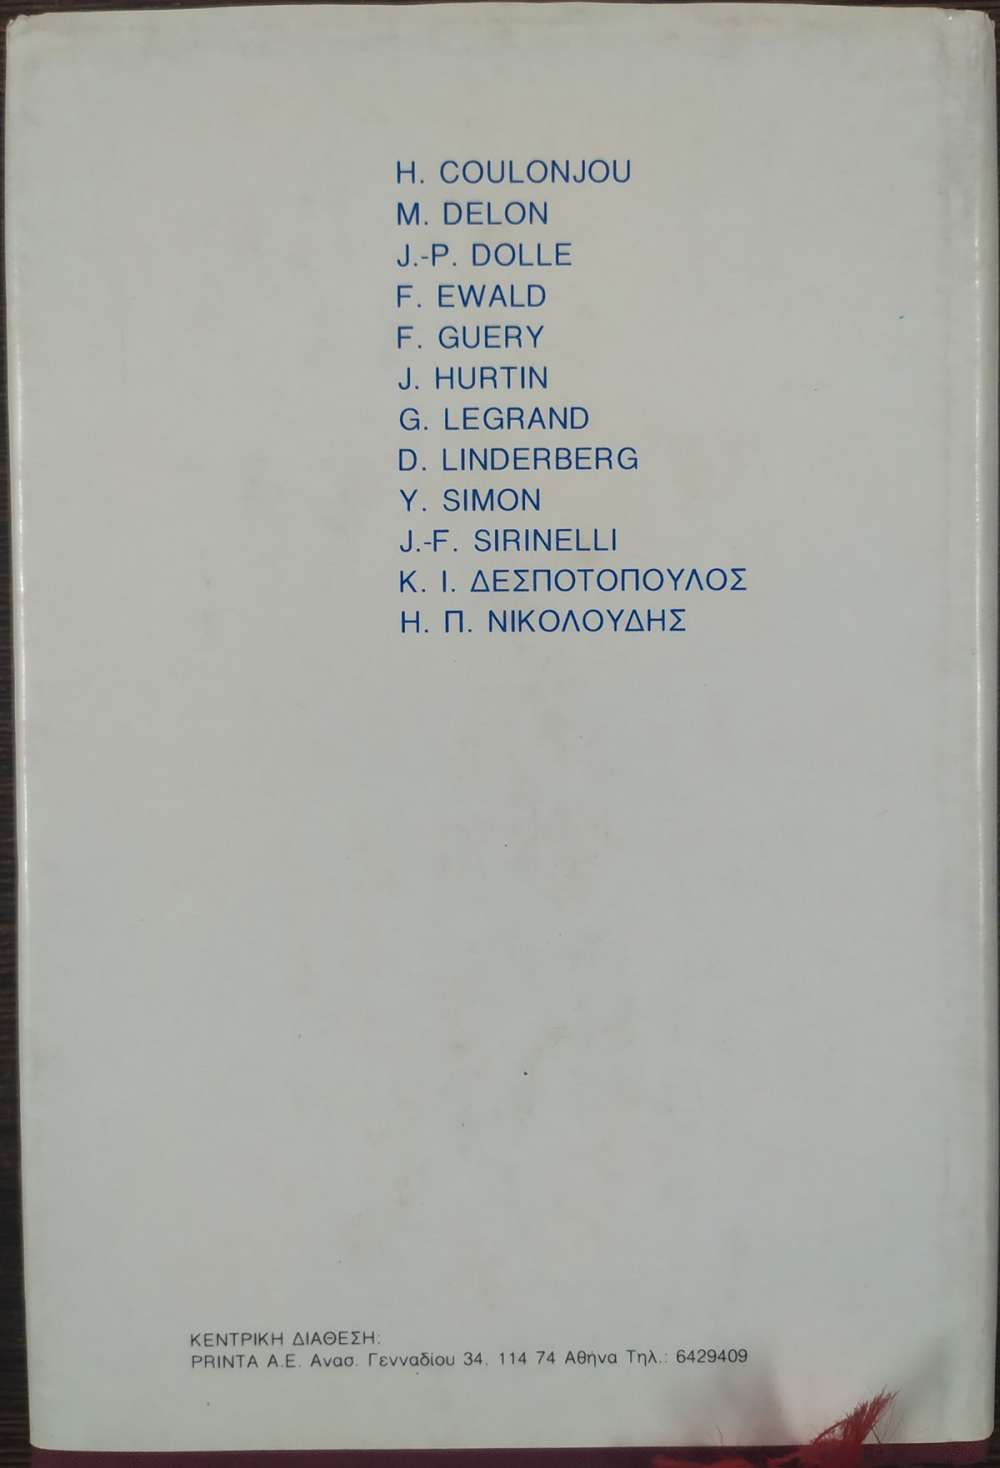 H. COULONJOU
M. DELON
J.-P. DOLLE
F. EWALD
F. GUERY
J. HURTIN
G. LEGRAND
D. LINDERBERG
Y. SIMON
J.-F. SIRINELLI
Κ. Ι. ΔΕΣΠΟΤΟΠΟΥΛΟΣ
Η. Π. ΝΙΚΟΛΟΥΔΗΣ
ΚΕΝΤΡΙΚΗ ΔΙΑΘΕΣΗ:
PRINTA A.E. Ανασ. Γενναδίου 34, 114 74 Αθήνα Τηλ.: 6429409